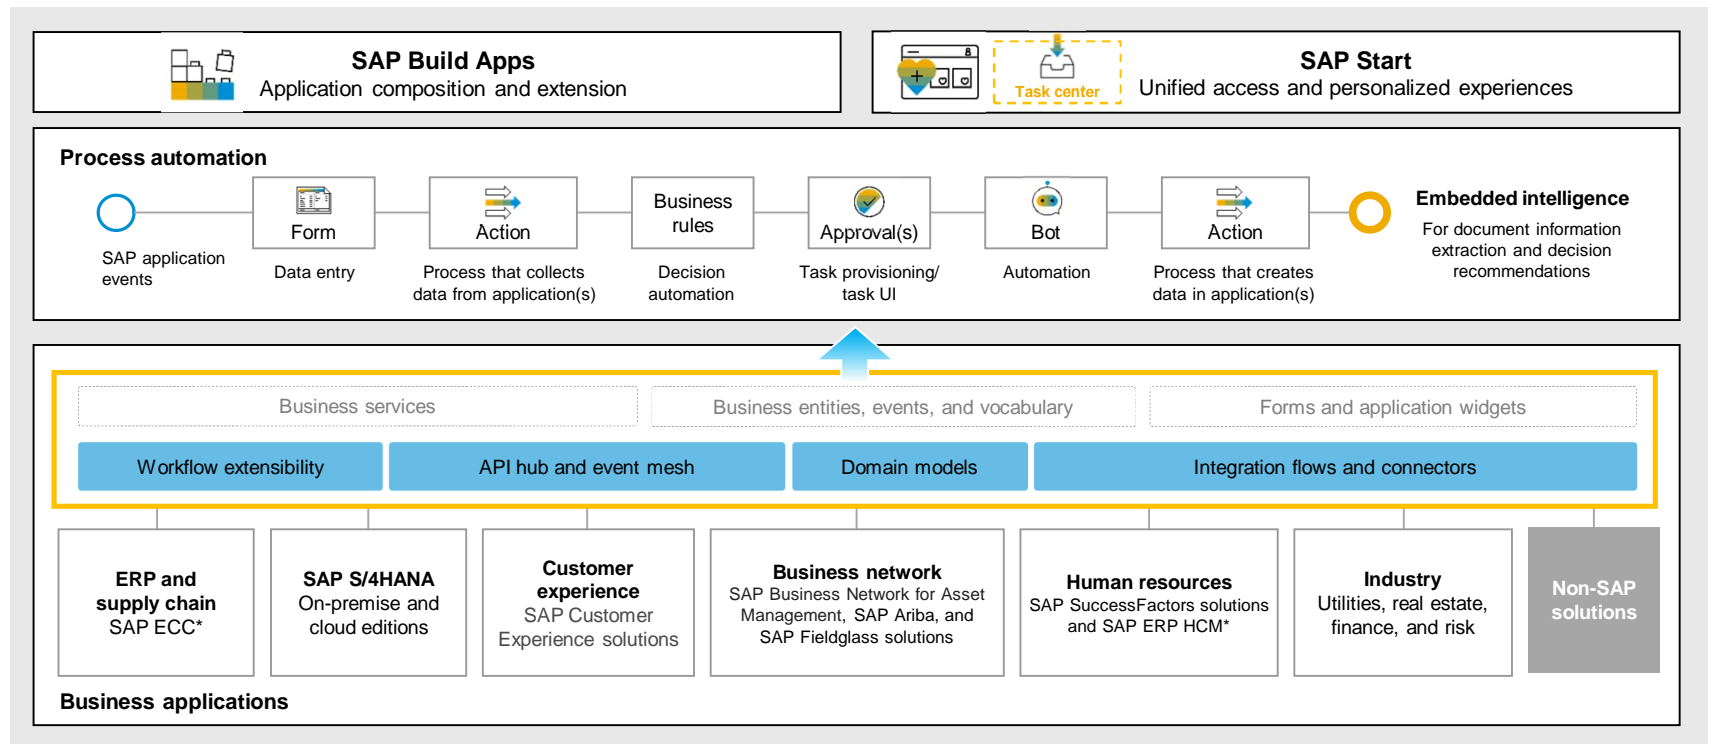 SAP Build Apps
Application composition and extension
Task center
SAP Start
Unified access and personalized experiences
Process automation
SAP application
events
Form
Data entry
Action
Process that collects
data from application(s)
Business
rules
Decision
automation
Approval(s)
Task provisioning/
task UI
Bot
Automation
Action
Process that creates
data in application(s)
Embedded intelligence
For document information
extraction and decision
recommendations
Business services
Business entities, events, and vocabulary
Forms and application widgets
Workflow extensibility
API hub and event mesh
Domain models
Integration flows and connectors
ERP and
supply chain
SAP ECC*
SAP S/4HANA
On-premise and
cloud editions
Customer
experience
SAP Customer
Experience solutions
Business network
SAP Business Network for Asset
Management, SAP Ariba, and
SAP Fieldglass solutions
Human resources
SAP SuccessFactors solutions
and SAP ERP HCM*
Industry
Utilities, real estate,
finance, and risk
Non-SAP
solutions
Business applications